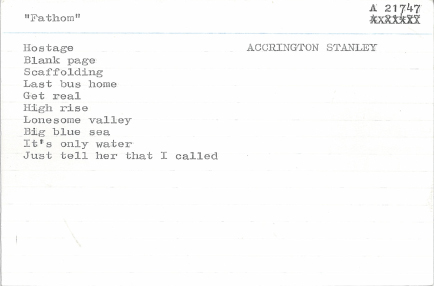 A 21747
"Fathom"
Hostage
ACCRINGTON STANLEY
Blank page
Scaffolding
Last bus home
Get real
High rise
Lonesome valley
Big blue sea
It's only water
Just tell her that I called